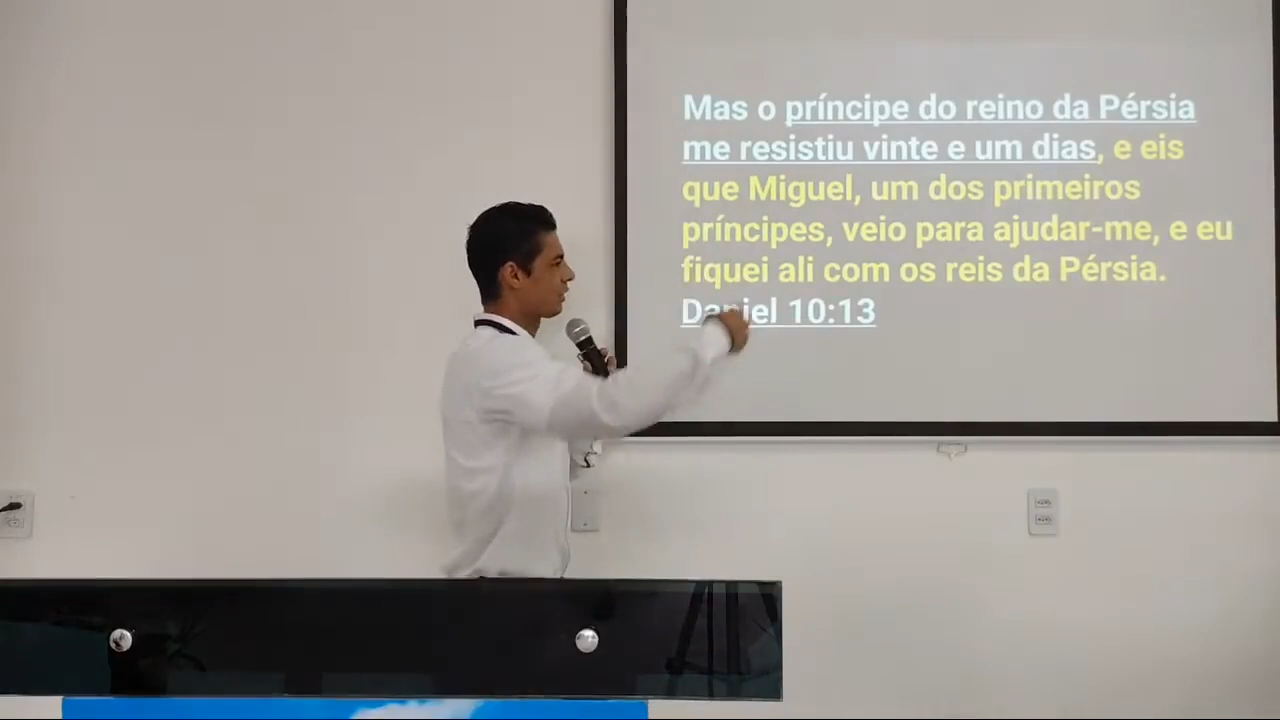 Mas o príncipe do reino da Pérsia
me resistiu vinte e um dias, e eis
que Miguel, um dos primeiros
príncipes, veio para ajudar-me, e eu
fiquei ali com os reis da Pérsia.
Daniel 10:13